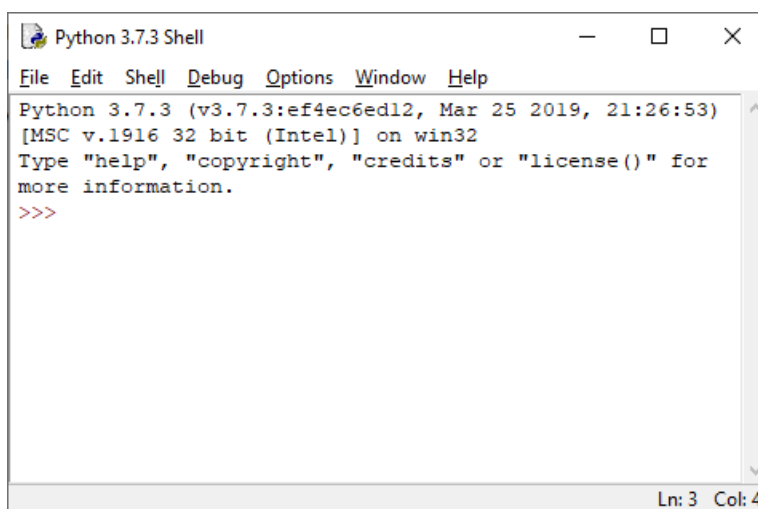 Python 3.7.3 Shell
File Edit Shell Debug Options Window Help
Python 3.7.3 (v3.7.3:ef4ec6ed12, Mar 25 2019, 21:26:53)
[MSC v.1916 32 bit (Intel)] on win32
Type "help", "copyright", "credits" or "license()" for
more information.
>>>
Ln: 3 Col: 4